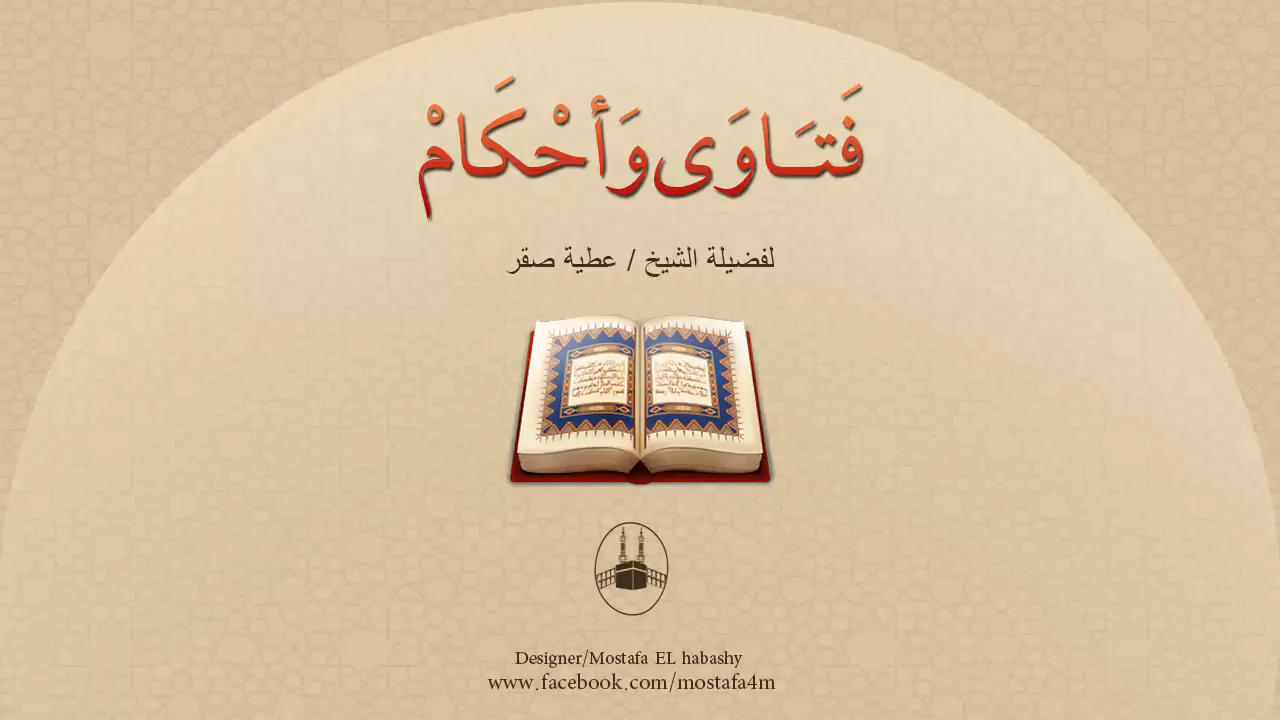 فَتَاوَى وَأَحْكَامْ
لفضيلة الشيخ / عطية صقر
Designer/Mostafa EL habashy
www.facebook.com/mostafa4m